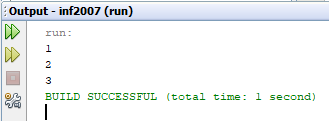 Output - inf2007 (run)
run:
1
2
3
BUILD SUCCESSFUL (total time: 1 second)